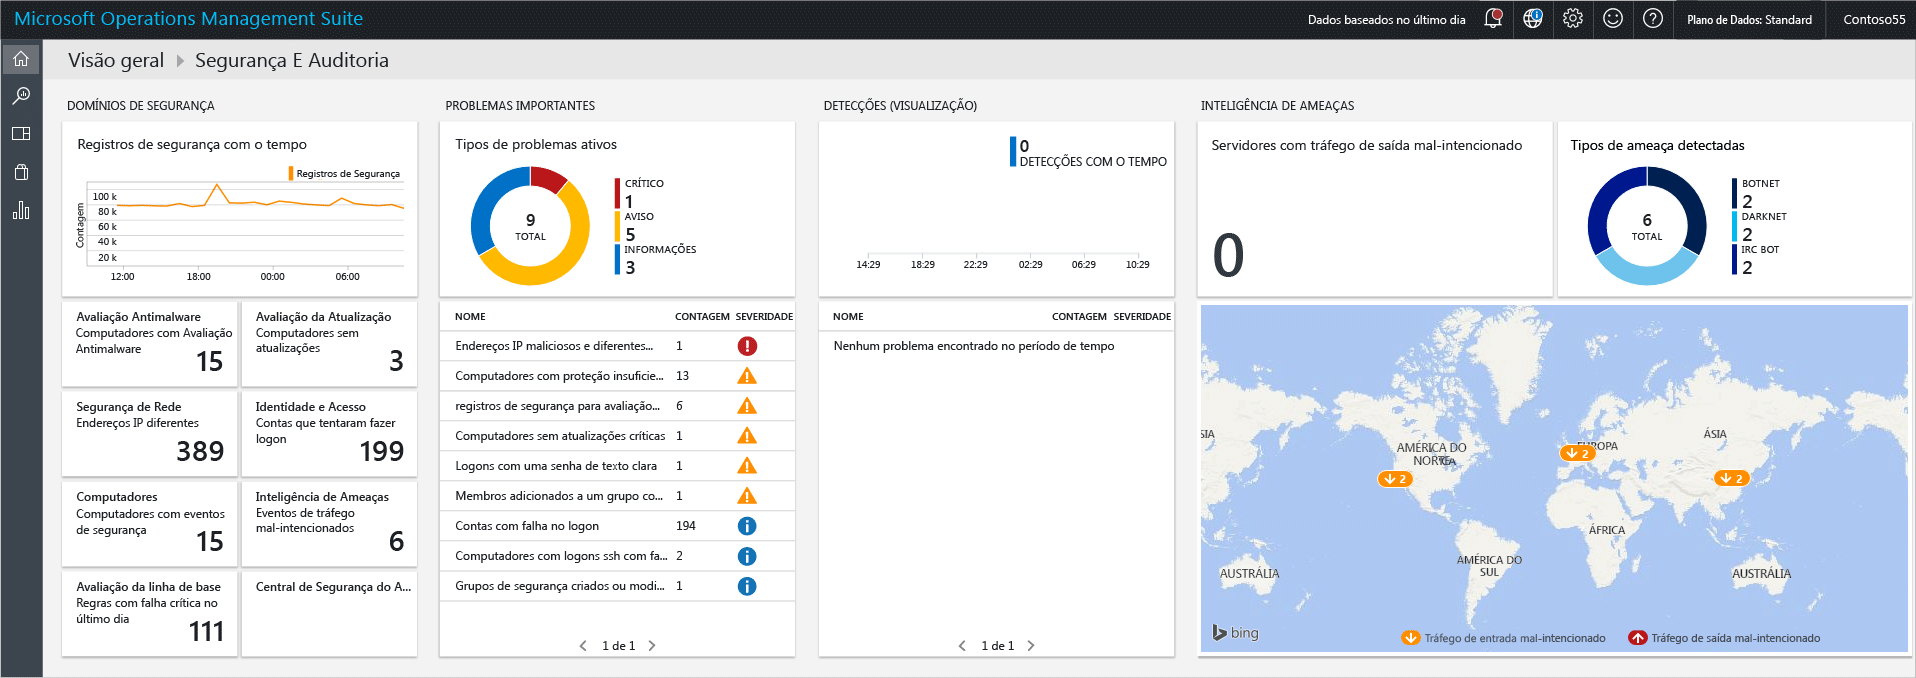 Microsoft Operations Management Suite
Dados baseados no último dia
Plano de Dados: Standard
Contoso55
Visão geral
Segurança E Auditoria
DOMÍNIOS DE SEGURANÇA
Registros de segurança com o tempo
Registros de Segurança
Contagem
100 k
80 k
60 k
40 k
20 k
12:00
18:00
00:00
06:00
Avaliação Antimalware
Computadores com Avaliação
Antimalware
15
Avaliação da Atualização
Computadores sem
atualizações
3
Segurança de Rede
Endereços IP diferentes
389
Identidade e Acesso
Contas que tentaram fazer
logon
199
Computadores
Computadores com eventos
de segurança
15
Inteligência de Ameaças
Eventos de tráfego
mal-intencionados
6
Avaliação da linha de base
Regras com falha crítica no
último dia
111
Central de Segurança do A...
PROBLEMAS IMPORTANTES
Tipos de problemas ativos
9
TOTAL
CRÍTICO
1
AVISO
5
INFORMAÇÕES
3
NOME CONTAGEM SEVERIDADE
Endereços IP maliciosos e diferentes... 1
Computadores com proteção insuficie... 13
registros de segurança para avaliação... 6
Computadores sem atualizações críticas 1
Logons com uma senha de texto clara 1
Membros adicionados a um grupo co... 1
Contas com falha no logon 194
Computadores com logons ssh com fa... 2
Grupos de segurança criados ou modi... 1
1 de 1
DETECÇÕES (VISUALIZAÇÃO)
0
DETECÇÕES COM O TEMPO
14:29
18:29
22:29
02:29
06:29
10:29
NOME CONTAGEM SEVERIDADE
Nenhum problema encontrado no período de tempo
1 de 1
INTELIGÊNCIA DE AMEAÇAS
Servidores com tráfego de saída mal-intencionado
0
Tipos de ameaça detectadas
6
TOTAL
BOTNET
2
DARKNET
2
IRC BOT
2
SIA
AMÉRICA DO
NORTE
2
EUROPA
2
ÁSIA
2
ÁFRICA
AMÉRICA DO
SUL
AUSTRÁLIA
AUSTRÁLIA
bing
Tráfego de entrada mal-intencionado
Tráfego de saída mal-intencionado